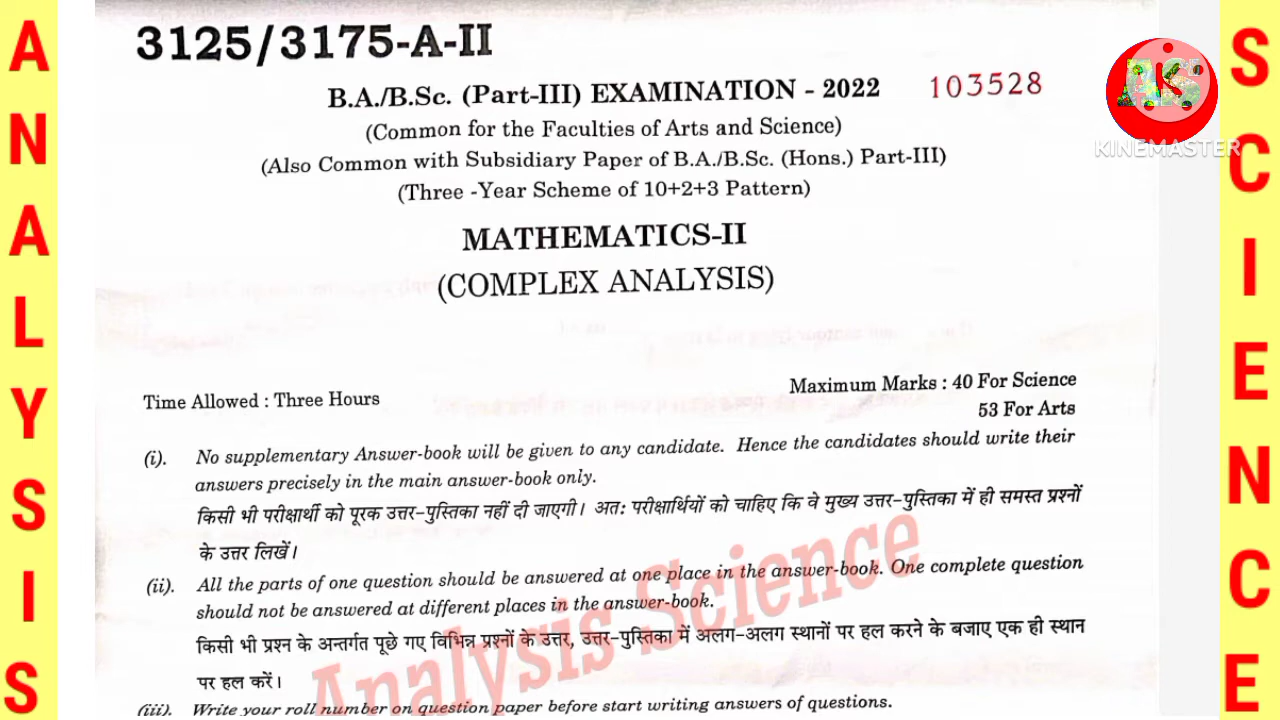 ANALYSIS
3125/3175-A-II
B.A./B.Sc. (Part-III) EXAMINATION - 2022 103528
(Common for the Faculties of Arts and Science)
(Also Common with Subsidiary Paper of B.A./B.Sc. (Hons.) Part-III)
(Three -Year Scheme of 10+2+3 Pattern)
MATHEMATICS-II
(COMPLEX ANALYSIS)
Time Allowed : Three Hours
Maximum Marks : 40 For Science
53 For Arts
(i). No supplementary Answer-book will be given to any candidate. Hence the candidates should write their
answers precisely in the main answer-book only.
किसी भी परीक्षार्थी को पूरक उत्तर-पुस्तिका नहीं दी जाएगी। अतः परीक्षार्थियों को चाहिए कि वे मुख्य उत्तर-पुस्तिका में ही समस्त प्रश्नों
के उत्तर लिखें।
(ii). All the parts of one question should be answered at one place in the answer-book. One complete question
should not be answered at different places in the answer-book.
किसी भी प्रश्न के अन्तर्गत पूछे गए विभिन्न प्रश्नों के उत्तर, उत्तर-पुस्तिका में अलग-अलग स्थानों पर हल करने के बजाए एक ही स्थान
पर हल करें।
(iii). Write your roll number on question paper before start writing answers of questions.
Analysis Science
AKS
KINEMASTER
SCIENCE